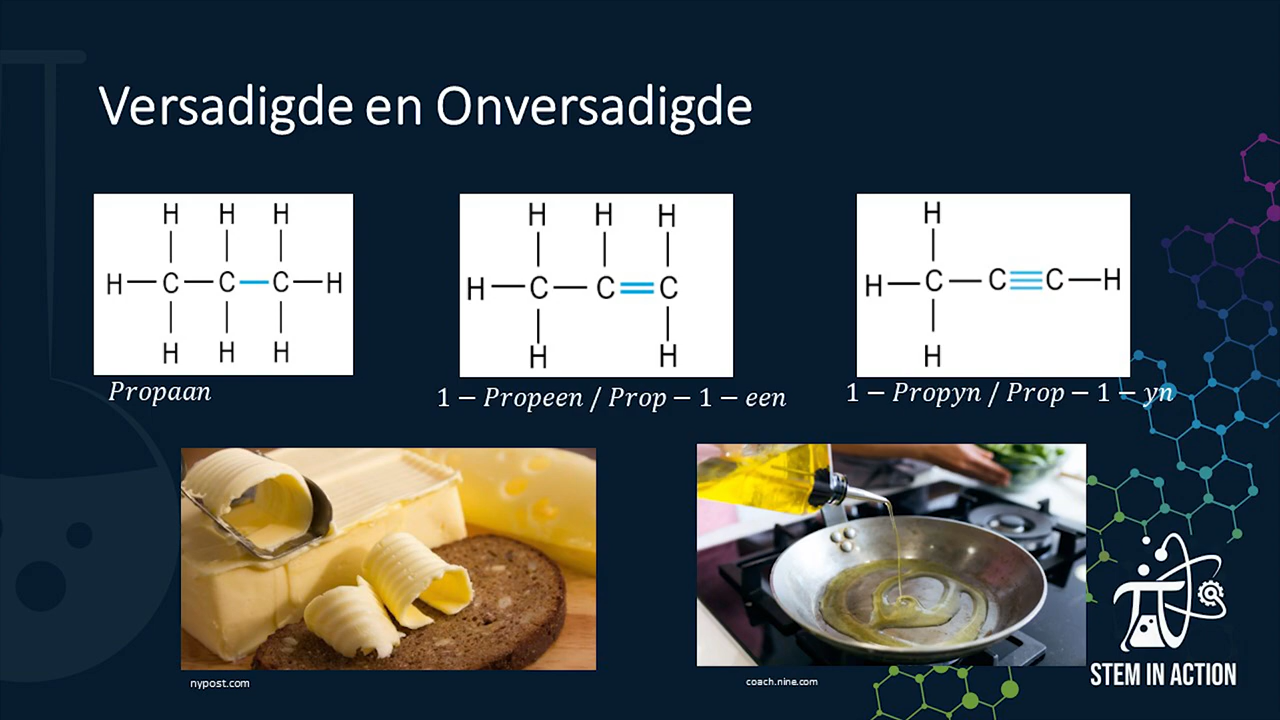 Versadigde en Onversadigde
H H H
H—C—C—C—H
H H H
Propaan
H H H
H—C—C=C
H H
1 − Propeen / Prop − 1 − een
H
H—C—C≡C—H
H
1 − Propyn / Prop − 1 − yn
nypost.com
coach.nine.com
STEM IN ACTION